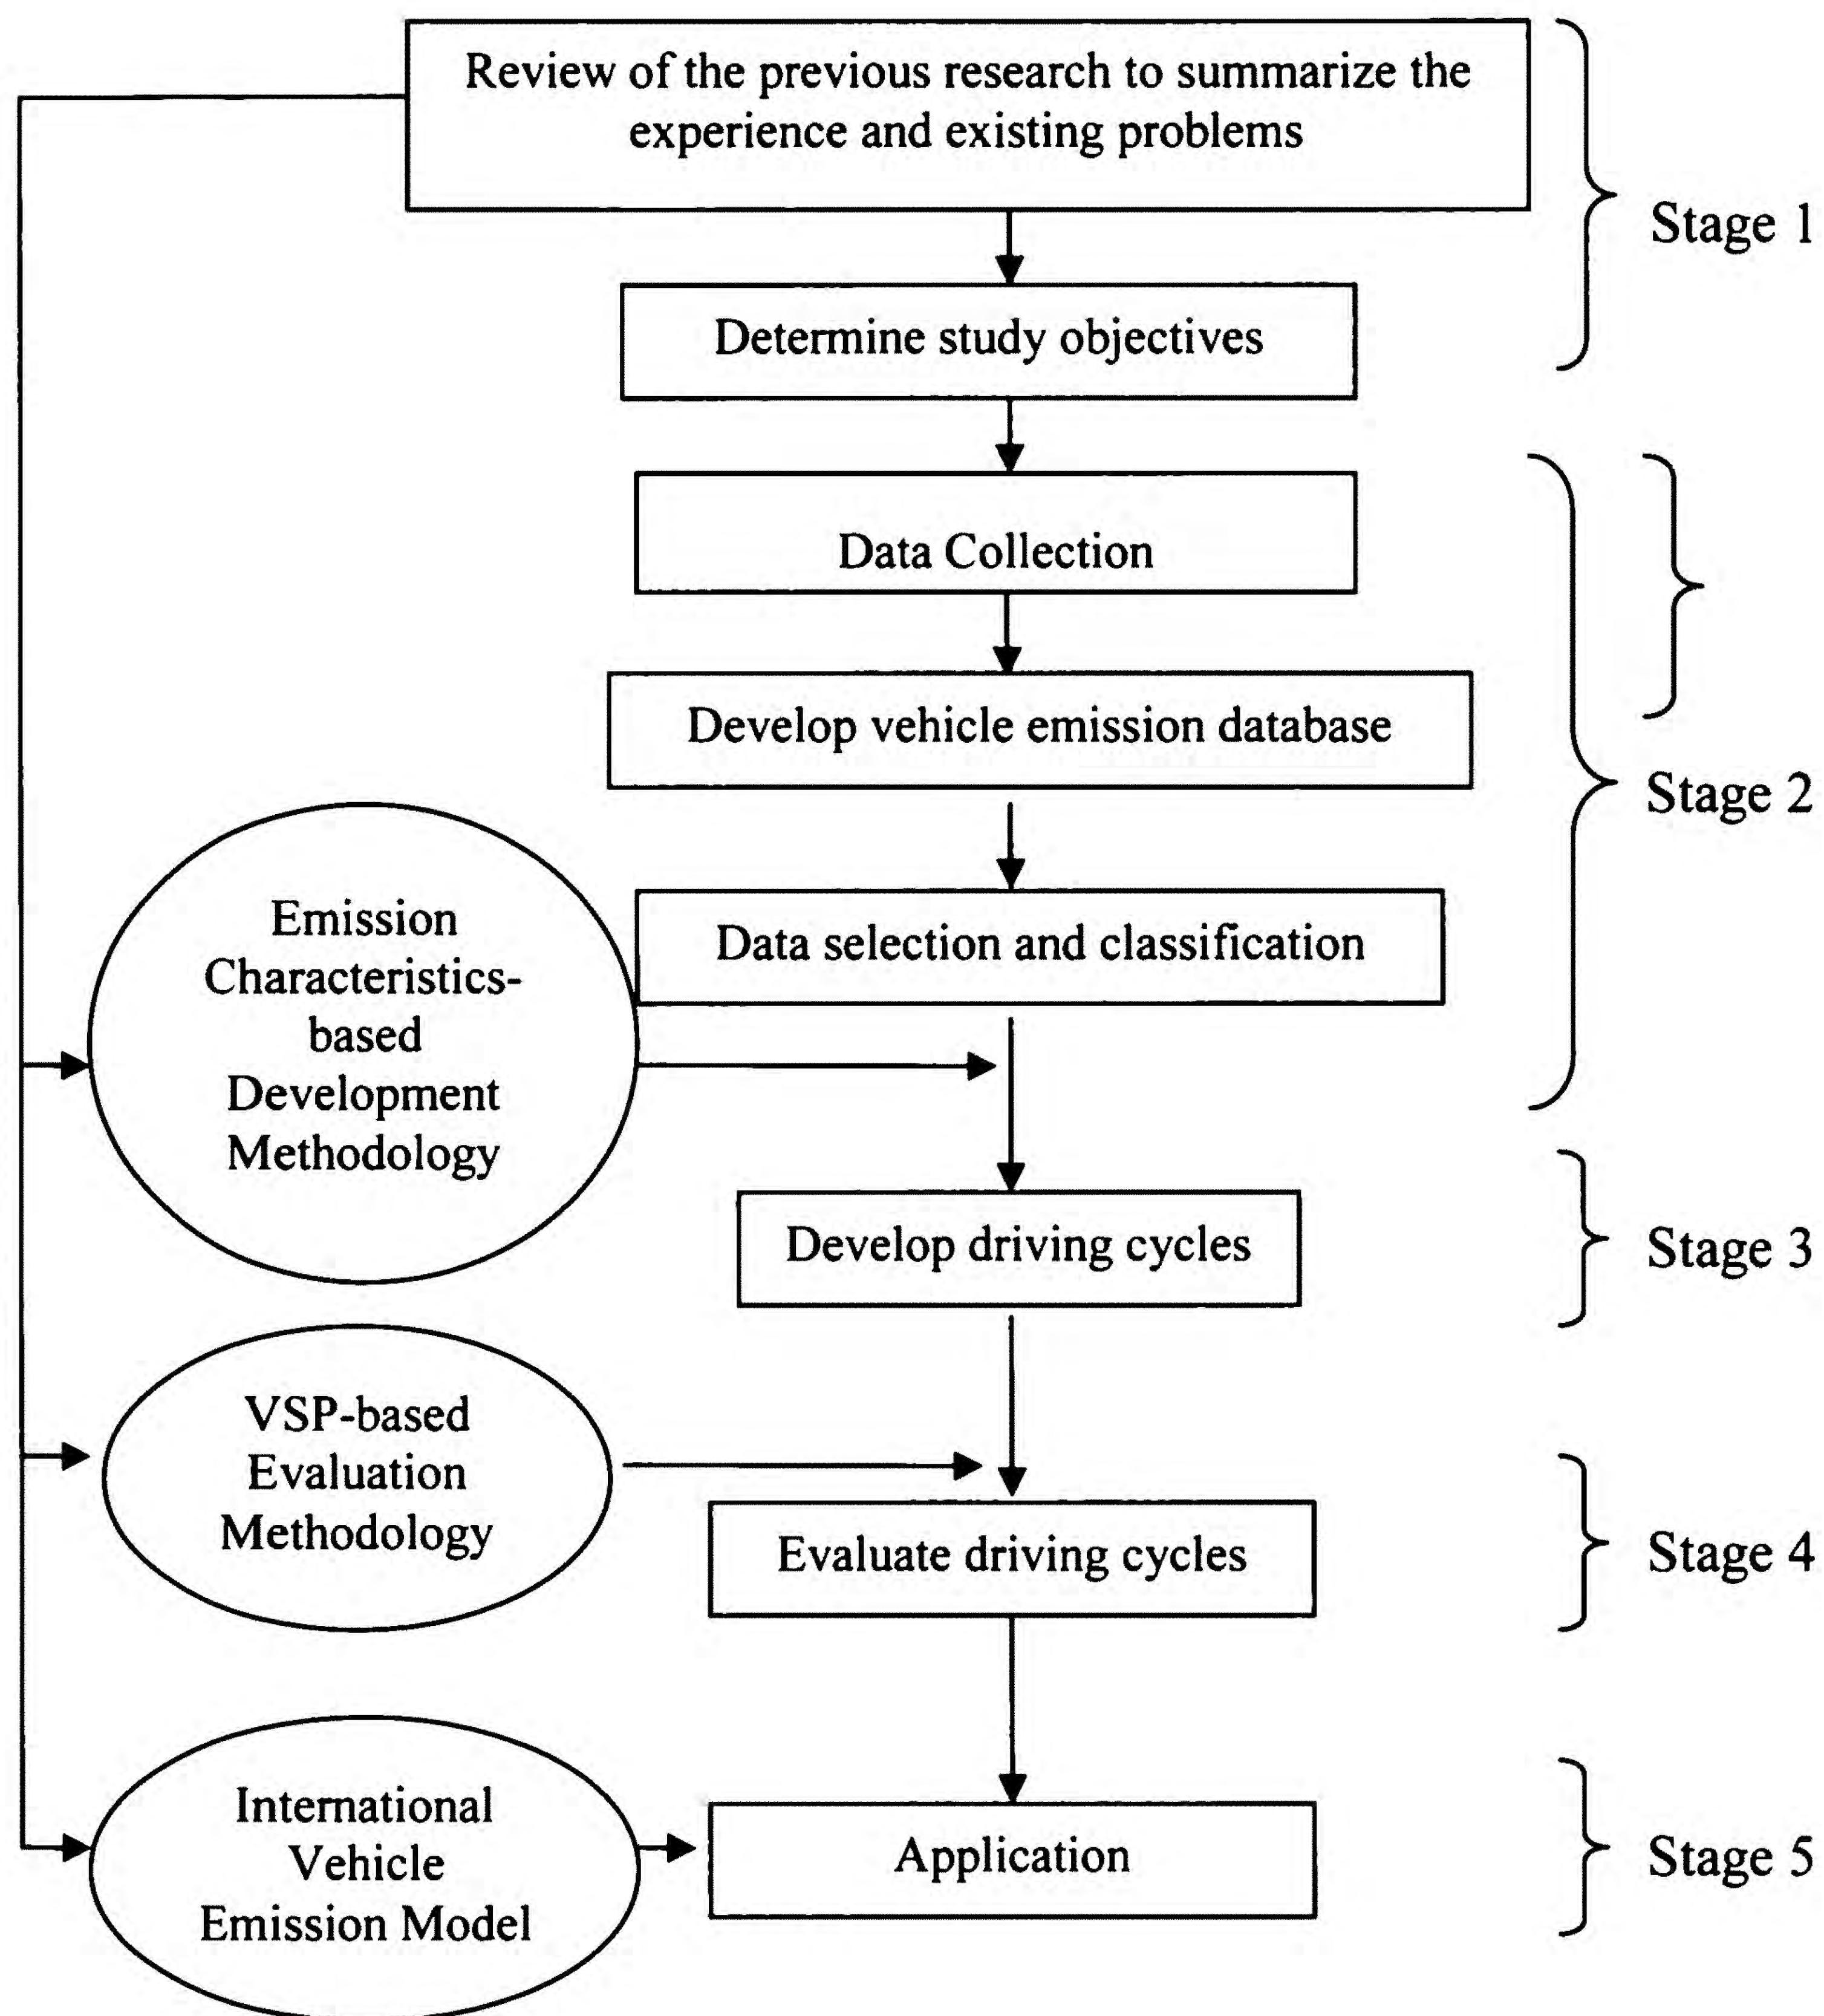 Review of the previous research to summarize the
experience and existing problems
Stage 1
Determine study objectives
Data Collection
Develop vehicle emission database
Stage 2
Emission
Characteristics-
based
Development
Methodology
Data selection and classification
Develop driving cycles
Stage 3
VSP-based
Evaluation
Methodology
Evaluate driving cycles
Stage 4
International
Vehicle
Emission Model
Application
Stage 5